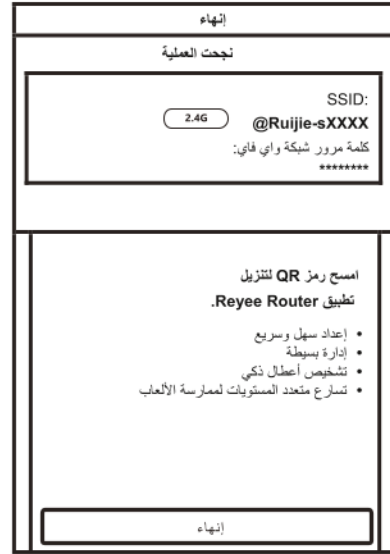 إنهاء
نجحت العملية
SSID:
@Ruijie-sXXXX
2.4G
كلمة مرور شبكة واي فاي:
********
امسح رمز QR لتنزيل
تطبيق Reyee Router.
• إعداد سهل وسريع
• إدارة بسيطة
• تشخيص أعطال ذكي
• تسارع متعدد المستويات لممارسة الألعاب
إنهاء